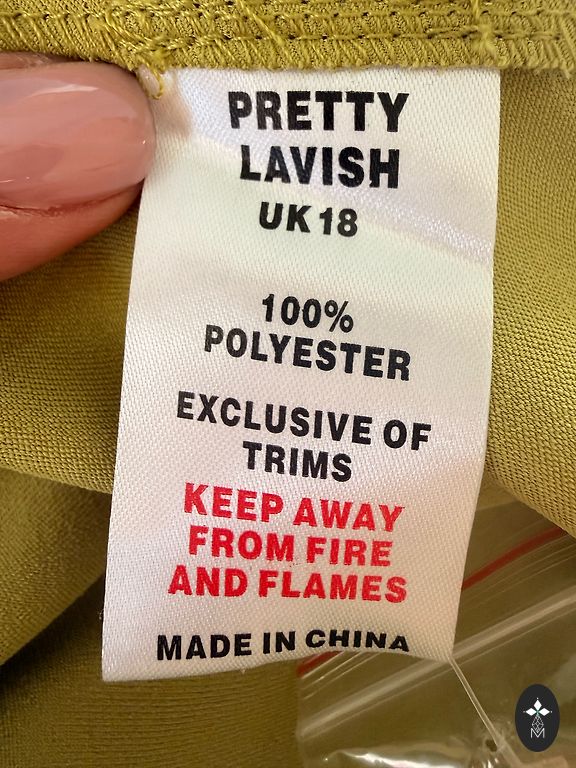 PRETTY
LAVISH
UK 18
100%
POLYESTER
EXCLUSIVE OF
TRIMS
KEEP AWAY
FROM FIRE
AND FLAMES
MADE IN CHINA
M